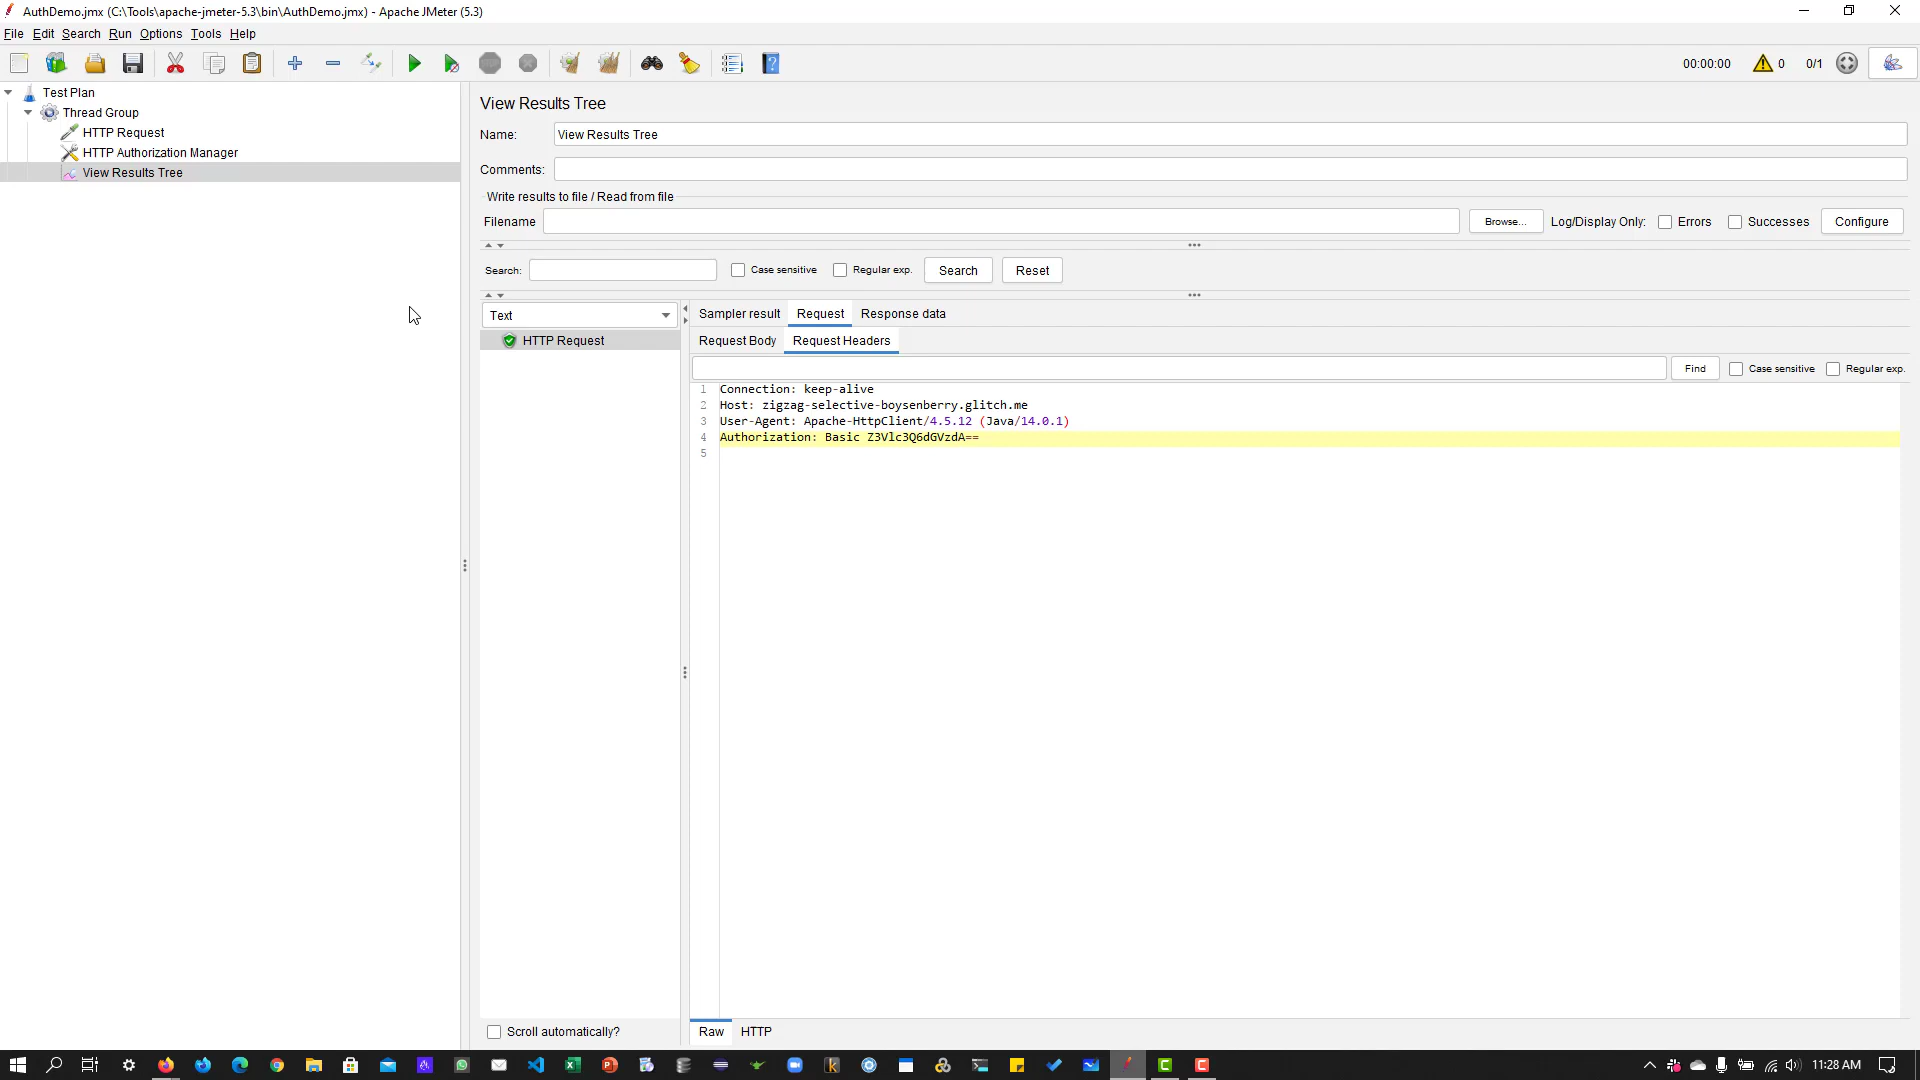 AuthDemo.jmx (C:\Tools\apache-jmeter-5.3\bin\AuthDemo.jmx) - Apache JMeter (5.3)
File Edit Search Run Options Tools Help
00:00:00 0 0/1
Test Plan
Thread Group
HTTP Request
HTTP Authorization Manager
View Results Tree
View Results Tree
Name: View Results Tree
Comments:
Write results to file / Read from file
Filename Browse... Log/Display Only: Errors Successes Configure
Search: Case sensitive Regular exp. Search Reset
Text
HTTP Request
Sampler result Request Response data
Request Body Request Headers
Find Case sensitive Regular exp.
1 Connection: keep-alive
2 Host: zigzag-selective-boysenberry.glitch.me
3 User-Agent: Apache-HttpClient/4.5.12 (Java/14.0.1)
4 Authorization: Basic Z3Vlc3Q6dGVzdA==
5
Scroll automatically?
Raw HTTP
11:28 AM